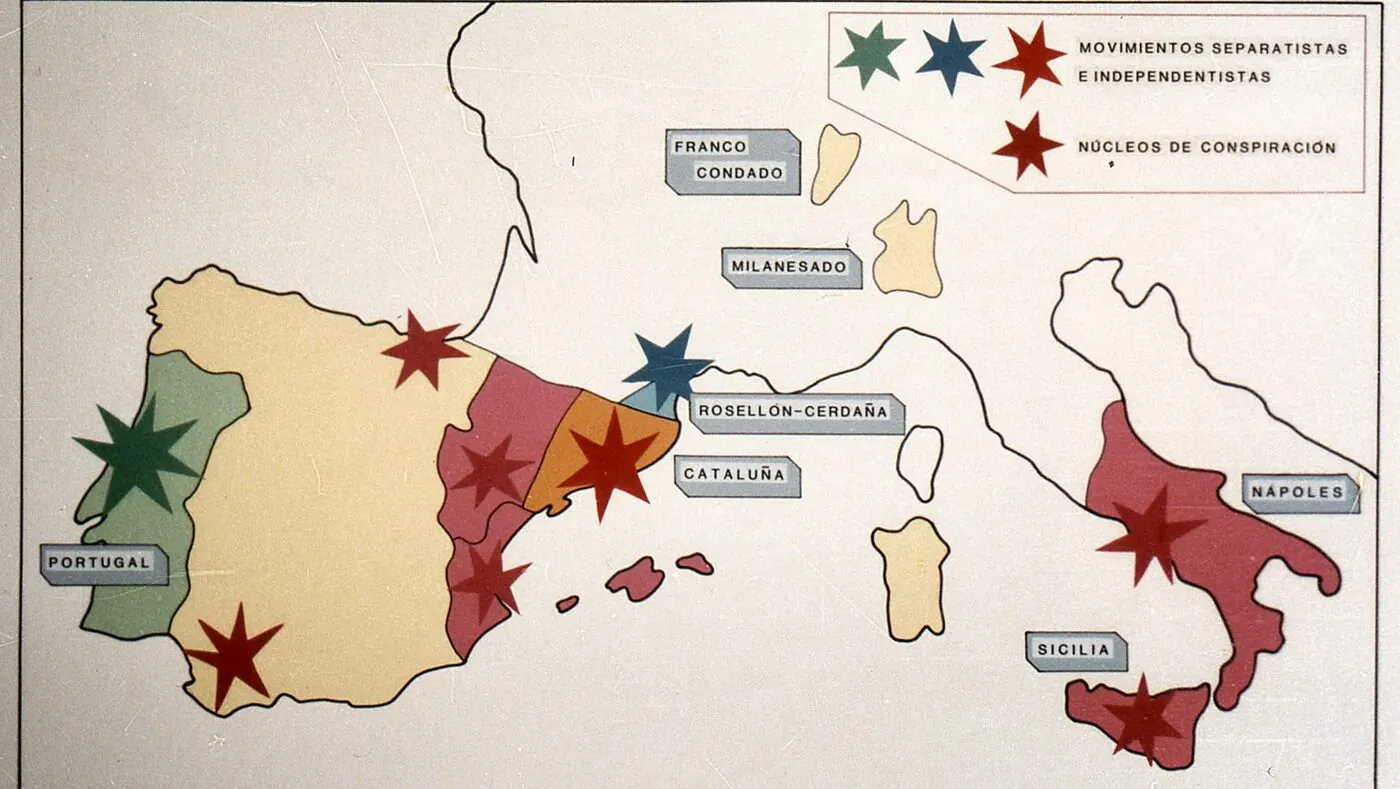 MOVIMIENTOS SEPARATISTAS
E INDEPENDENTISTAS
NÚCLEOS DE CONSPIRACIÓN
FRANCO
CONDADO
MILANESADO
ROSELLÓN-CERDAÑA
CATALUÑA
NÁPOLES
PORTUGAL
SICILIA